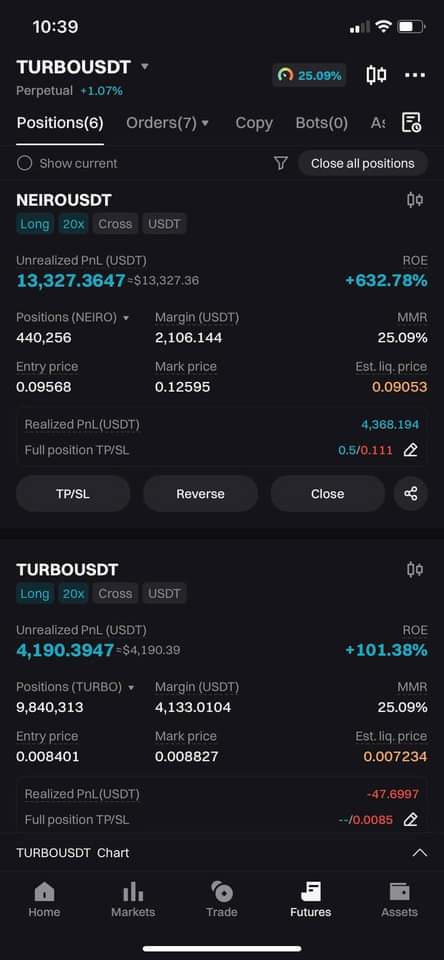 10:39
TURBOUSDT
25.09%
Perpetual +1.07%
Positions(6) Orders(7) Copy Bots(0) As
Show current Close all positions
NEIROUSDT
Long 20x Cross USDT
Unrealized PnL (USDT) ROE
13,327.3647≈$13,327.36 +632.78%
Positions (NEIRO) Margin (USDT) MMR
440,256 2,106.144 25.09%
Entry price Mark price Est. liq. price
0.09568 0.12595 0.09053
Realized PnL(USDT) 4,368.194
Full position TP/SL 0.5/0.111
TP/SL Reverse Close
TURBOUSDT
Long 20x Cross USDT
Unrealized PnL (USDT) ROE
4,190.3947≈$4,190.39 +101.38%
Positions (TURBO) Margin (USDT) MMR
9,840,313 4,133.0104 25.09%
Entry price Mark price Est. liq. price
0.008401 0.008827 0.007234
Realized PnL(USDT) -47.6997
Full position TP/SL --/0.0085
TURBOUSDT Chart
Home Markets Trade Futures Assets